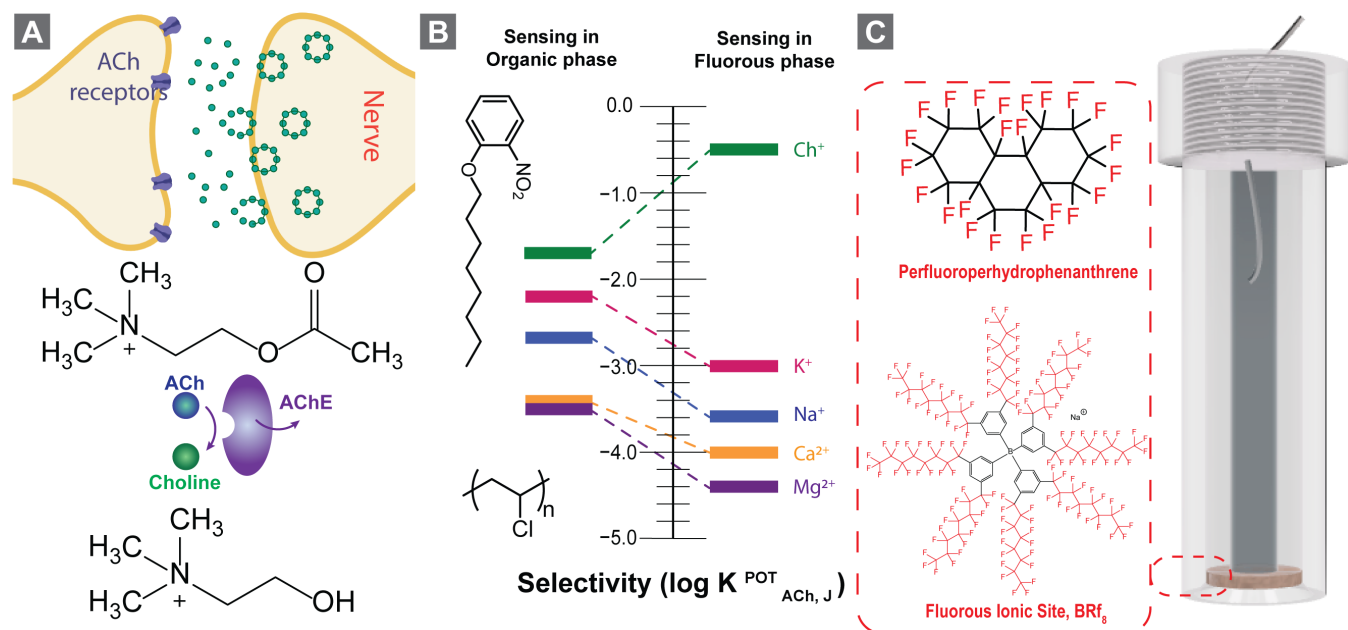 A
ACh
receptors
Nerve
CH₃
O
H₃C
N
+
H₃C
O
CH₃
ACh
AChE
Choline
CH₃
H₃C
N
+
H₃C
OH
B
Sensing in
Organic phase
Sensing in
Fluorous phase
O
NO₂
Cl
n
0.0
−1.0
−2.0
−3.0
−4.0
−5.0
Ch⁺
K⁺
Na⁺
Ca²⁺
Mg²⁺
Selectivity (log K POT ACh, J )
C
F F F F
F F F F F F
F F
F F
F F F F
F F F F
Perfluoroperhydrophenanthrene
Na⊕
B
Fluorous Ionic Site, BRf₈